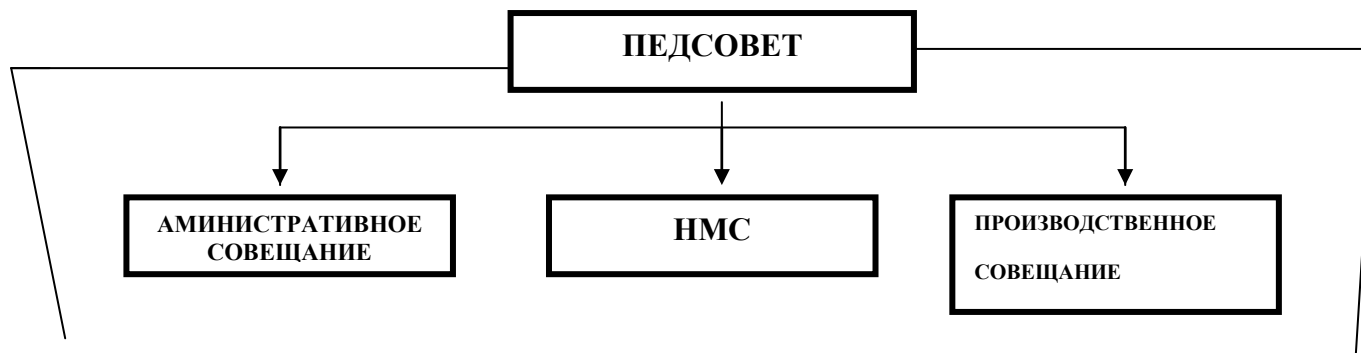 ПЕДСОВЕТ
АМИНИСТРАТИВНОЕ
СОВЕЩАНИЕ
НМС
ПРОИЗВОДСТВЕННОЕ
СОВЕЩАНИЕ